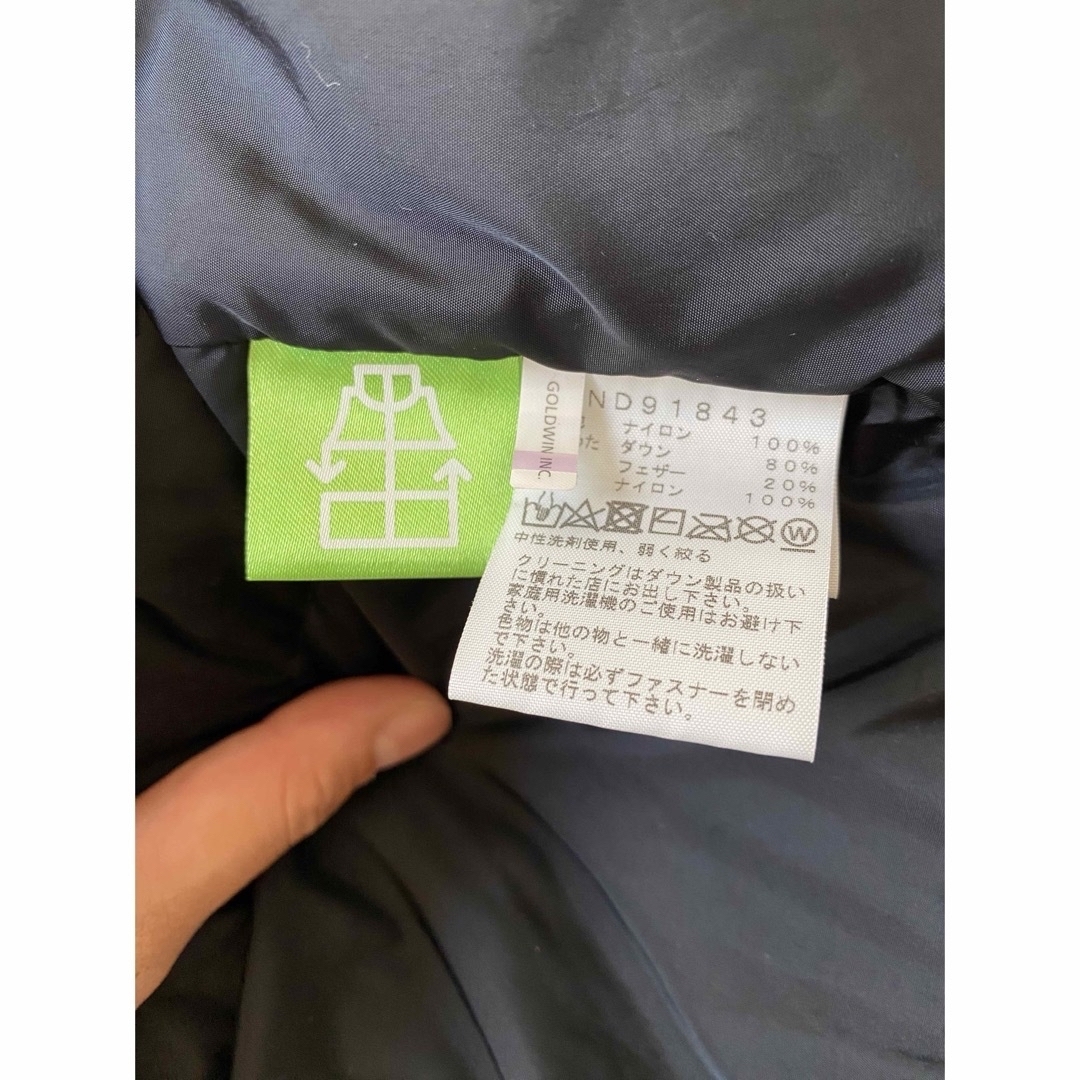 GOLDWIN INC.
ND91843
ナイロン 100%
った ダウン 80%
フェザー 20%
ナイロン 100%
W
中性洗剤使用、弱く絞る
クリーニングはダウン製品の扱い
に慣れた店にお出し下さい。
家庭用洗濯機のご使用はお避け下
さい。
色物は他の物と一緒に洗濯しない
で下さい。
洗濯の際は必ずファスナーを閉め
た状態で行って下さい。